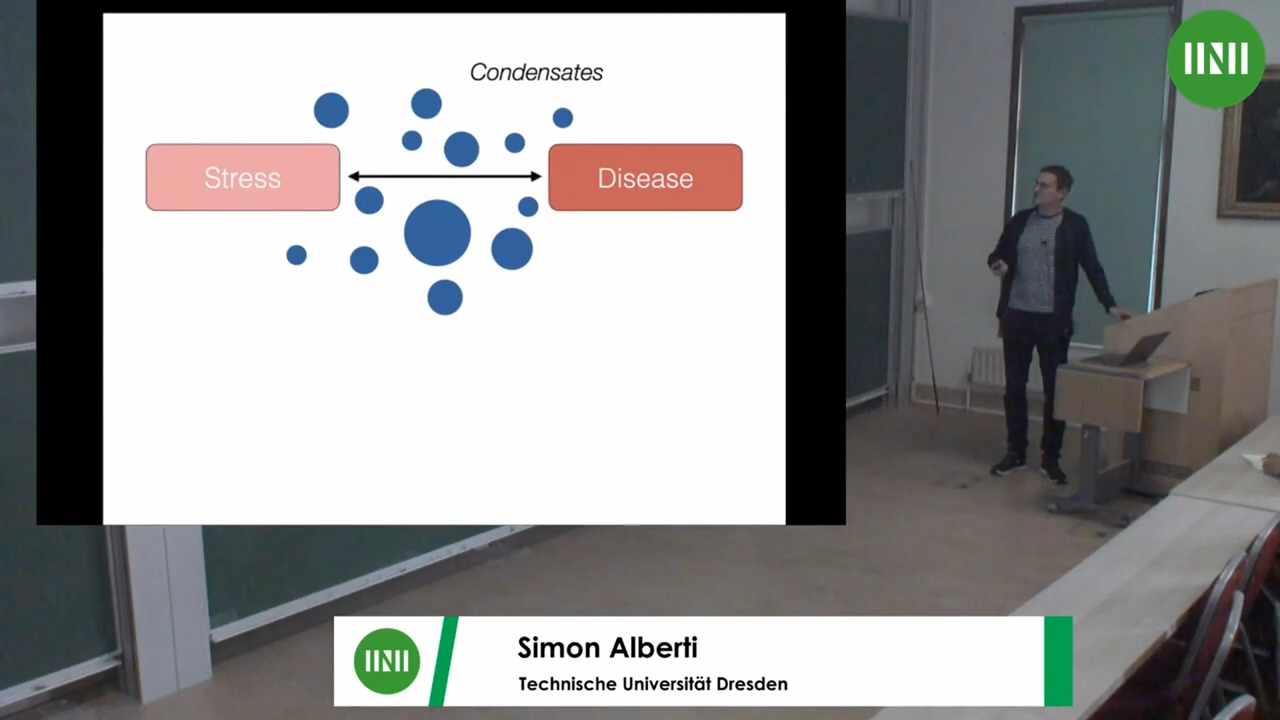 Condensates
Stress
Disease
INI
INI
Simon Alberti
Technische Universität Dresden